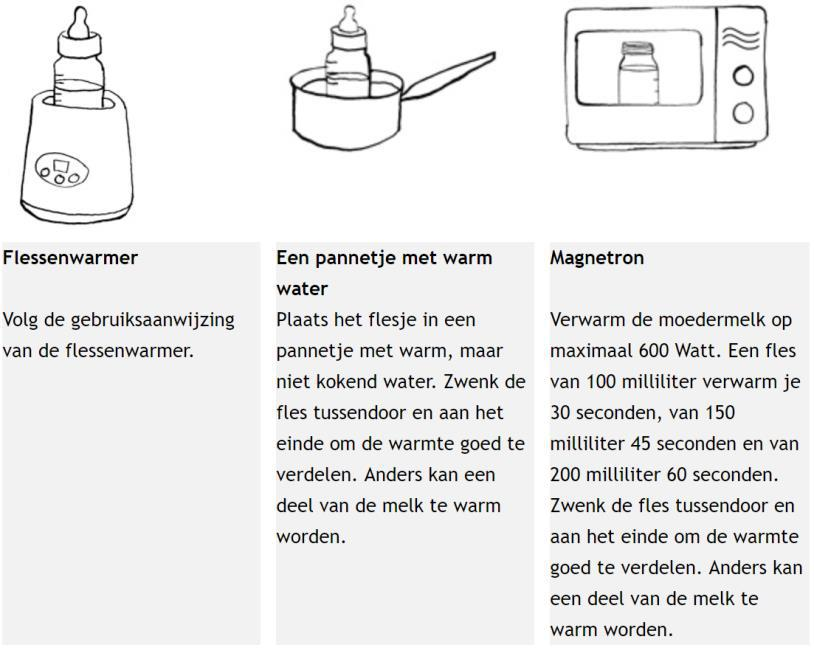 Flessenwarmer
Volg de gebruiksaanwijzing
van de flessenwarmer.
Een pannetje met warm
water
Plaats het flesje in een
pannetje met warm, maar
niet kokend water. Zwenk de
fles tussendoor en aan het
einde om de warmte goed te
verdelen. Anders kan een
deel van de melk te warm
worden.
Magnetron
Verwarm de moedermelk op
maximaal 600 Watt. Een fles
van 100 milliliter verwarm je
30 seconden, van 150
milliliter 45 seconden en van
200 milliliter 60 seconden.
Zwenk de fles tussendoor en
aan het einde om de warmte
goed te verdelen. Anders kan
een deel van de melk te
warm worden.